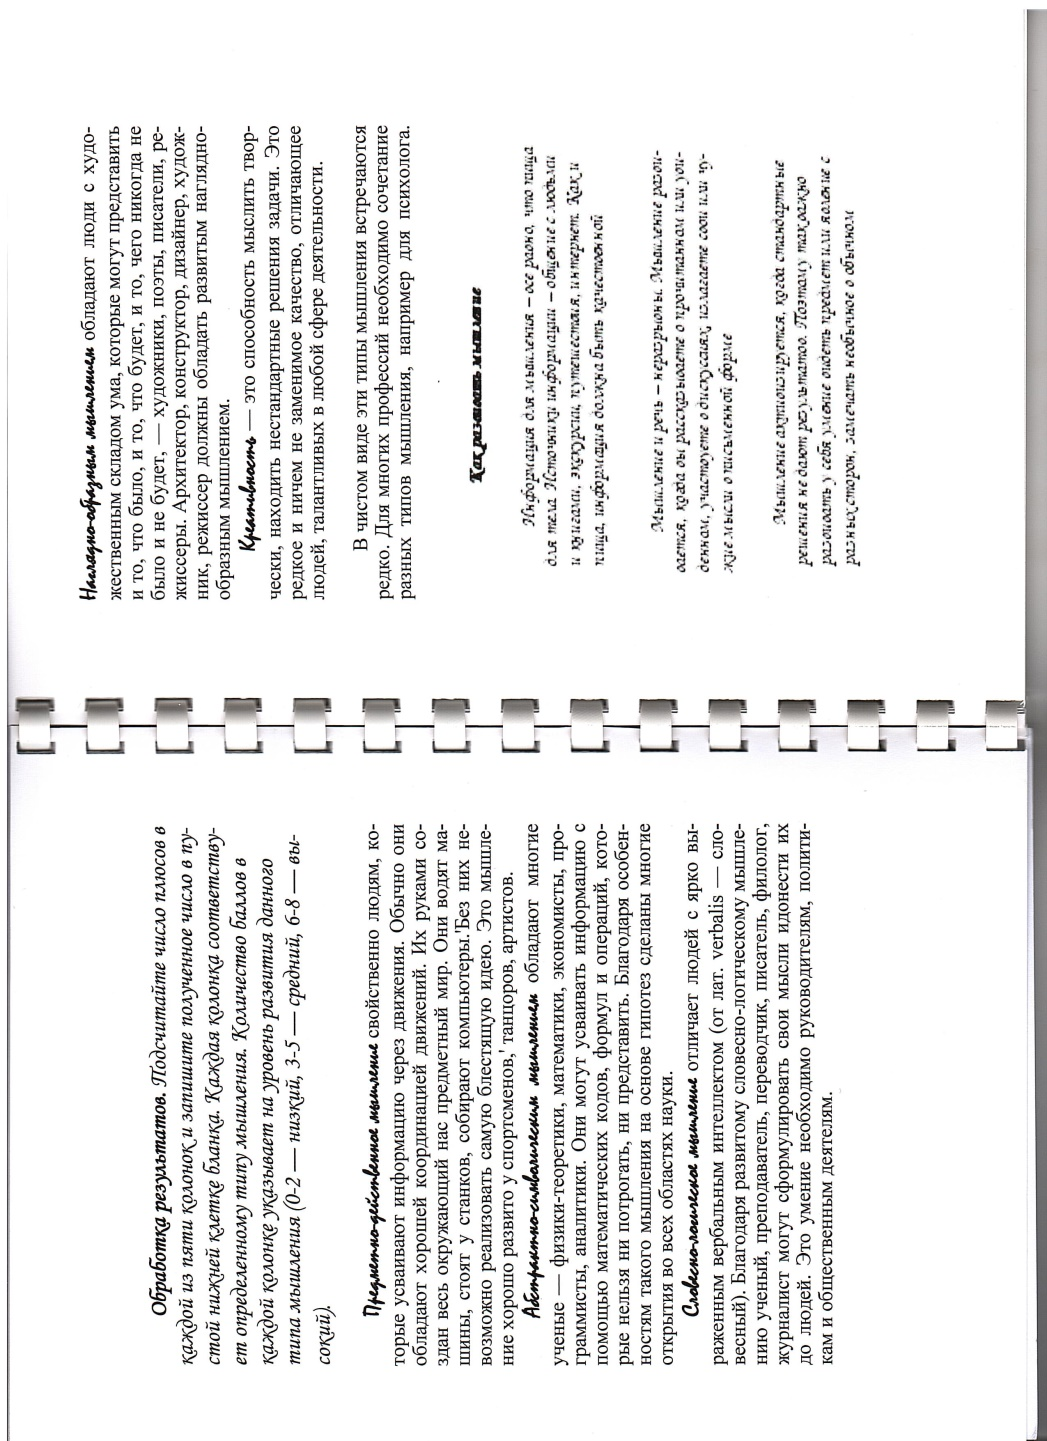 Обработка результатов. Подсчитайте число плюсов в
каждой из пяти колонок и запишите полученное число в пу-
стой нижней клетке бланка. Каждая колонка соответству-
ет определенному типу мышления. Количество баллов в
каждой колонке указывает на уровень развития данного
типа мышления (0-2 — низкий, 3-5 — средний, 6-8 — вы-
сокий).
Предметно-действенное мышление свойственно людям, ко-
торые усваивают информацию через движения. Обычно они
обладают хорошей координацией движений. Их руками со-
здан весь окружающий нас предметный мир. Они водят ма-
шины, стоят у станков, собирают компьютеры. Без них не-
возможно реализовать самую блестящую идею. Это мышле-
ние хорошо развито у спортсменов, танцоров, артистов.
Абстрактно-символическим мышлением обладают многие
ученые — физики-теоретики, математики, экономисты, про-
граммисты, аналитики. Они могут усваивать информацию с
помощью математических кодов, формул и операций, кото-
рые нельзя ни потрогать, ни представить. Благодаря особен-
ностям такого мышления на основе гипотез сделаны многие
открытия во всех областях науки.
Словесно-логическое мышление отличает людей с ярко вы-
раженным вербальным интеллектом (от лат. verbalis — сло-
весный). Благодаря развитому словесно-логическому мышле-
нию ученый, преподаватель, переводчик, писатель, филолог,
журналист могут сформулировать свои мысли идонести их
до людей. Это умение необходимо руководителям, полити-
кам и общественным деятелям.
Наглядно-образным мышлением обладают люди с худо-
жественным складом ума, которые могут представить
и то, что было, и то, что будет, и то, чего никогда не
было и не будет, — художники, поэты, писатели, ре-
жиссеры. Архитектор, конструктор, дизайнер, худож-
ник, режиссер должны обладать развитым наглядно-
образным мышлением.
Креативность — это способность мыслить твор-
чески, находить нестандартные решения задачи. Это
редкое и ничем не заменимое качество, отличающее
людей, талантливых в любой сфере деятельности.
В чистом виде эти типы мышления встречаются
редко. Для многих профессий необходимо сочетание
разных типов мышления, например для психолога.
Как развивать мышление
Информация для мышления – все равно, что пища
для тела. Источники информации – общение с людьми
и книгами, экскурсии, путешествия, интернет. Как и
пища, информация должна быть качественной
Мышление и речь – неразрывны. Мышление разви-
вается, когда вы рассказываете о прочитанном или уви-
денном, участвуете в дискуссиях, излагаете свои или чу-
жие мысли в письменной форме
Мышление активизируется, когда стандартные
решения не дают результатов. Поэтому так важно
развивать у себя умение видеть предмет или явление с
разных сторон, замечать необычное в обычном